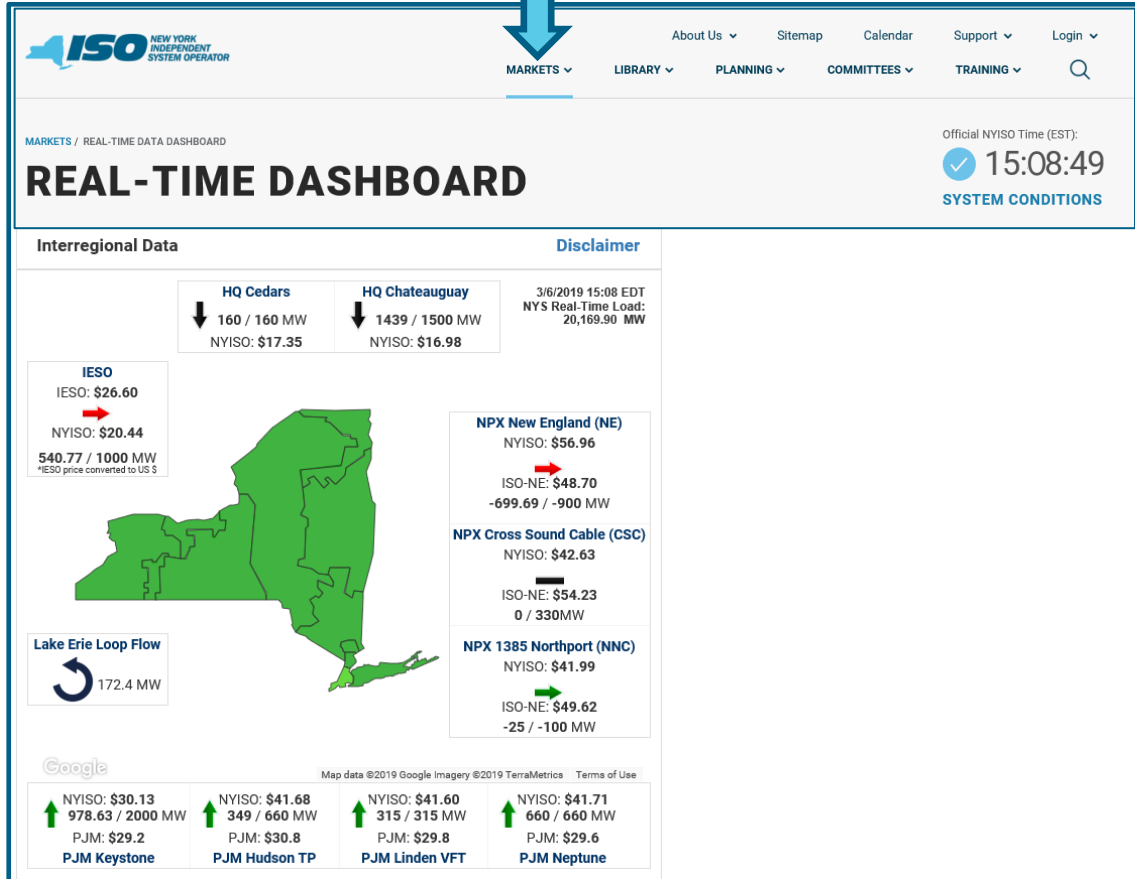 ISO NEW YORK
INDEPENDENT
SYSTEM OPERATOR
About Us Sitemap Calendar Support Login
MARKETS LIBRARY PLANNING COMMITTEES TRAINING
MARKETS / REAL-TIME DATA DASHBOARD
REAL-TIME DASHBOARD
Official NYISO Time (EST):
15:08:49
SYSTEM CONDITIONS
Interregional Data Disclaimer
HQ Cedars
160 / 160 MW
NYISO: $17.35
HQ Chateauguay
1439 / 1500 MW
NYISO: $16.98
3/6/2019 15:08 EDT
NYS Real-Time Load:
20,169.90 MW
IESO
IESO: $26.60
NYISO: $20.44
540.77 / 1000 MW
*IESO price converted to US $
NPX New England (NE)
NYISO: $56.96
ISO-NE: $48.70
-699.69 / -900 MW
NPX Cross Sound Cable (CSC)
NYISO: $42.63
ISO-NE: $54.23
0 / 330MW
NPX 1385 Northport (NNC)
NYISO: $41.99
ISO-NE: $49.62
-25 / -100 MW
Lake Erie Loop Flow
172.4 MW
Google
Map data ©2019 Google Imagery ©2019 TerraMetrics Terms of Use
NYISO: $30.13
978.63 / 2000 MW
PJM: $29.2
PJM Keystone
NYISO: $41.68
349 / 660 MW
PJM: $30.8
PJM Hudson TP
NYISO: $41.60
315 / 315 MW
PJM: $29.8
PJM Linden VFT
NYISO: $41.71
660 / 660 MW
PJM: $29.6
PJM Neptune